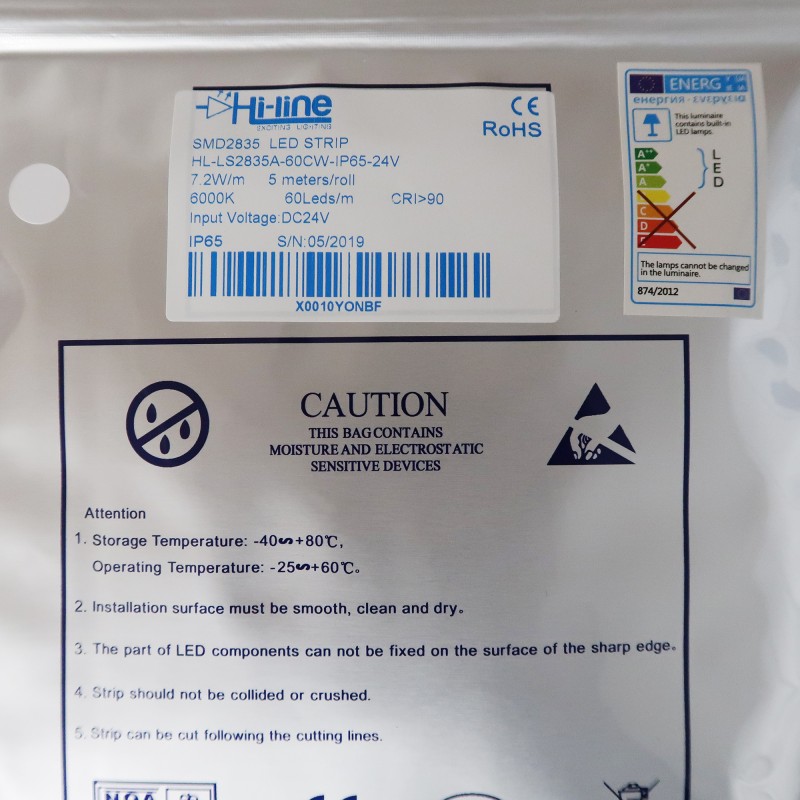 Hi-line
EXCITING LIGHTING
CE
RoHS
SMD2835 LED STRIP
HL-LS2835A-60CW-IP65-24V
7.2W/m 5 meters/roll
6000K 60Leds/m CRI>90
Input Voltage:DC24V
IP65 S/N:05/2019
X0010YONBF
ENERG
енергия · ενεργεια
This luminaire
contains built-in
LED lamps.
A++
A+
A
B
C
D
E
L
E
D
The lamps cannot be changed
in the luminaire.
874/2012
CAUTION
THIS BAG CONTAINS
MOISTURE AND ELECTROSTATIC
SENSITIVE DEVICES
Attention
1. Storage Temperature: -40∽+80℃,
Operating Temperature: -25∽+60℃。
2. Installation surface must be smooth, clean and dry。
3. The part of LED components can not be fixed on the surface of the sharp edge。
4. Strip should not be collided or crushed.
5. Strip can be cut following the cutting lines.